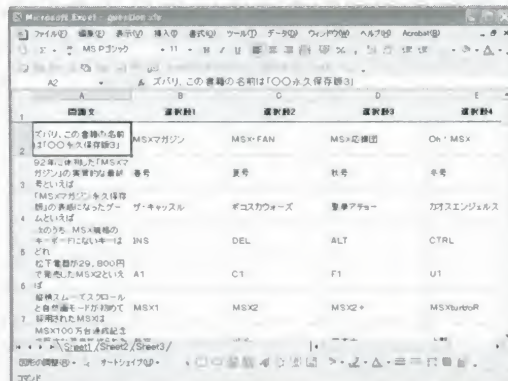 Microsoft Excel - question.xls
ファイル(F) 編集(E) 表示(V) 挿入(I) 書式(O) ツール(T) データ(D) ウィンドウ(W) ヘルプ(H) Acrobat(B)
MS Pゴシック 11 B I U
A2 fx ズバリ、この書籍の名前は「○○永久保存版3」
A B C D E
1 問題文 選択肢1 選択肢2 選択肢3 選択肢4
ズバリ、この書籍の名前
2 は「○○永久保存版3」 MSXマガジン MSX・FAN MSX応援団 Oh!MSX
92年に休刊した「MSXマ
ガジン」の実質的な最終 春号 夏号 秋号 冬号
3 号といえば
「MSXマガジン永久保存
版」の表紙になったゲー ザ・キャッスル ボコスカウォーズ 聖拳アチョー カオスエンジェルス
4 ムといえば
次のうち、MSX規格の
キーボードにないキーは INS DEL ALT CTRL
5 どれ
松下電器が29,800円
で発売したMSX2といえ A1 C1 F1 U1
6 ば
縦横スムーズスクロール
と自然画モードが初めて MSX1 MSX2 MSX2+ MSXturboR
7 採用されたMSXは
MSX100万台達成記念
Sheet1 / Sheet2 / Sheet3 /
図形の調整(R) オートシェイプ(U)
コマンド